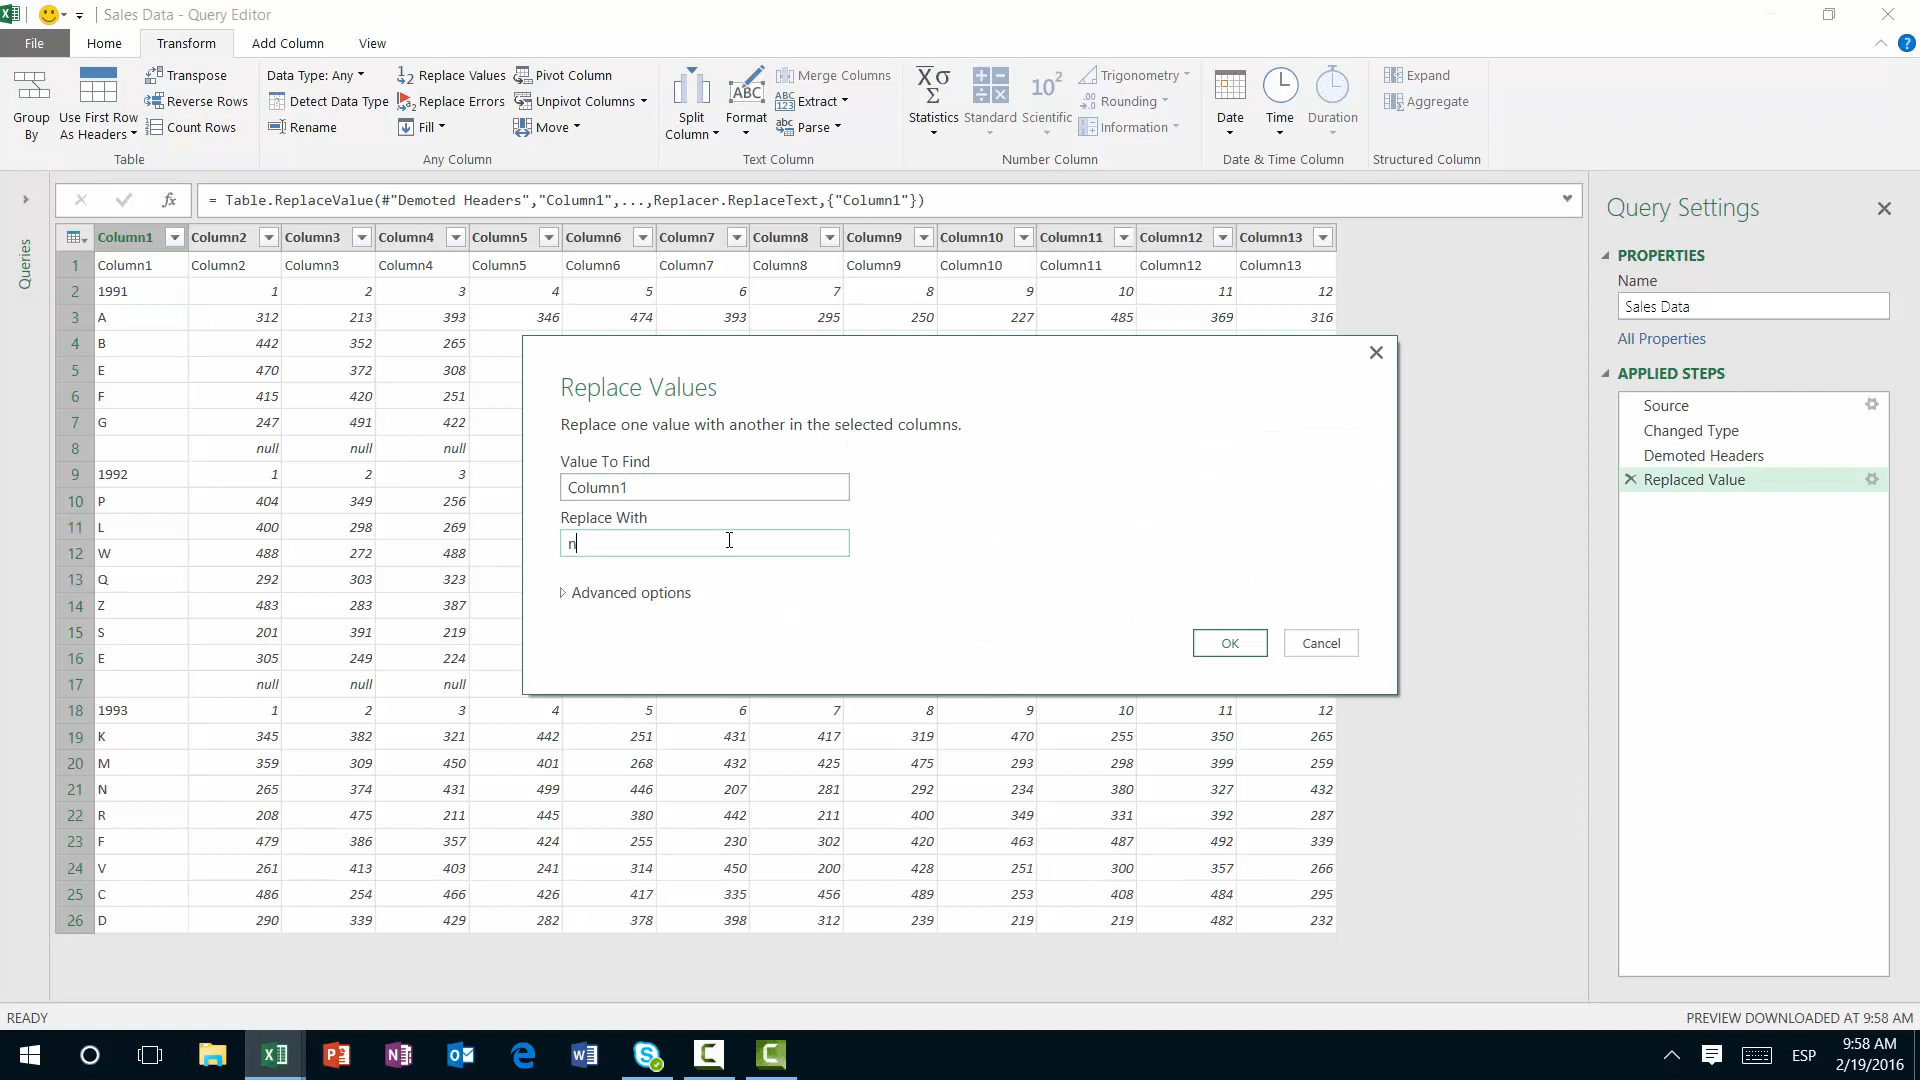 Sales Data - Query Editor
File Home Transform Add Column View
Group By
Use First Row As Headers
Transpose
Reverse Rows
Count Rows
Table
Data Type: Any
Detect Data Type
Rename
Replace Values
Replace Errors
Fill
Pivot Column
Unpivot Columns
Move
Any Column
Split Column
Format
Merge Columns
Extract
Parse
Text Column
Statistics
Standard
Scientific
Trigonometry
Rounding
Information
Number Column
Date
Time
Duration
Date & Time Column
Expand
Aggregate
Structured Column
Queries
fx = Table.ReplaceValue(#"Demoted Headers","Column1",...,Replacer.ReplaceText,{"Column1"})
Column1 Column2 Column3 Column4 Column5 Column6 Column7 Column8 Column9 Column10 Column11 Column12 Column13
1 Column1 Column2 Column3 Column4 Column5 Column6 Column7 Column8 Column9 Column10 Column11 Column12 Column13
2 1991 1 2 3 4 5 6 7 8 9 10 11 12
3 A 312 213 393 346 474 393 295 250 227 485 369 316
4 B 442 352 265
5 E 470 372 308
6 F 415 420 251
7 G 247 491 422
8 null null null
9 1992 1 2 3
10 P 404 349 256
11 L 400 298 269
12 W 488 272 488
13 Q 292 303 323
14 Z 483 283 387
15 S 201 391 219
16 E 305 249 224
17 null null null
18 1993 1 2 3 4 5 6 7 8 9 10 11 12
19 K 345 382 321 442 251 431 417 319 470 255 350 265
20 M 359 309 450 401 268 432 425 475 293 298 399 259
21 N 265 374 431 499 446 207 281 292 234 380 327 432
22 R 208 475 211 445 380 442 211 400 349 331 392 287
23 F 479 386 357 424 255 230 302 420 463 487 492 339
24 V 261 413 403 241 314 450 200 428 251 300 357 266
25 C 486 254 466 426 417 335 456 489 253 408 484 295
26 D 290 339 429 282 378 398 312 239 219 219 482 232
Replace Values
Replace one value with another in the selected columns.
Value To Find
Column1
Replace With
n
Advanced options
OK Cancel
Query Settings
PROPERTIES
Name
Sales Data
All Properties
APPLIED STEPS
Source
Changed Type
Demoted Headers
Replaced Value
READY
PREVIEW DOWNLOADED AT 9:58 AM
ESP
9:58 AM
2/19/2016